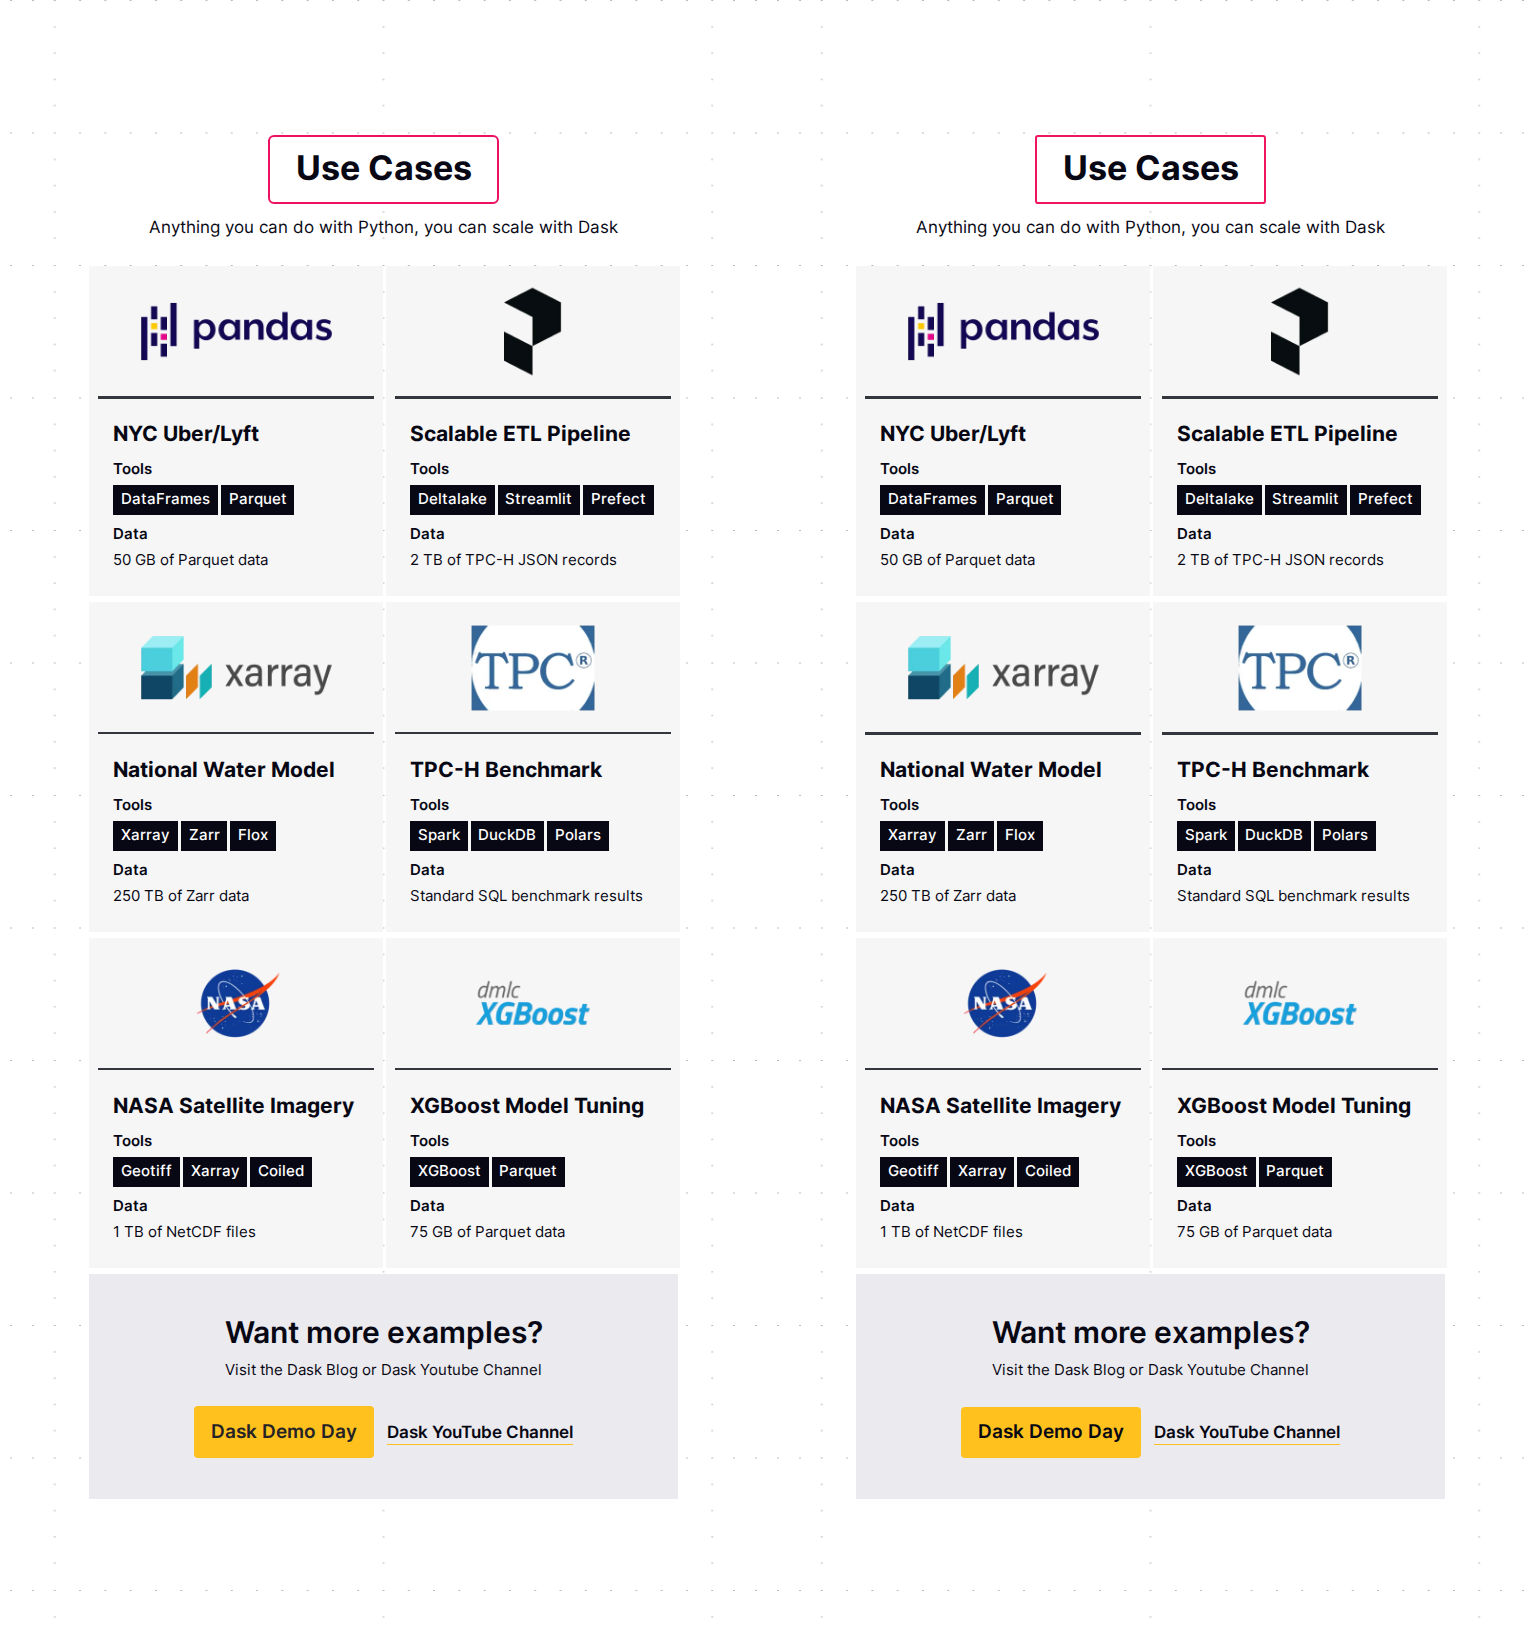 Use Cases
Anything you can do with Python, you can scale with Dask
pandas
NYC Uber/Lyft
Tools
DataFrames Parquet
Data
50 GB of Parquet data
Scalable ETL Pipeline
Tools
Deltalake Streamlit Prefect
Data
2 TB of TPC-H JSON records
xarray
National Water Model
Tools
Xarray Zarr Flox
Data
250 TB of Zarr data
TPC®
TPC-H Benchmark
Tools
Spark DuckDB Polars
Data
Standard SQL benchmark results
NASA
NASA Satellite Imagery
Tools
Geotiff Xarray Coiled
Data
1 TB of NetCDF files
dmlc
XGBoost
XGBoost Model Tuning
Tools
XGBoost Parquet
Data
75 GB of Parquet data
Want more examples?
Visit the Dask Blog or Dask Youtube Channel
Dask Demo Day Dask YouTube Channel
Use Cases
Anything you can do with Python, you can scale with Dask
pandas
NYC Uber/Lyft
Tools
DataFrames Parquet
Data
50 GB of Parquet data
Scalable ETL Pipeline
Tools
Deltalake Streamlit Prefect
Data
2 TB of TPC-H JSON records
xarray
National Water Model
Tools
Xarray Zarr Flox
Data
250 TB of Zarr data
TPC®
TPC-H Benchmark
Tools
Spark DuckDB Polars
Data
Standard SQL benchmark results
NASA
NASA Satellite Imagery
Tools
Geotiff Xarray Coiled
Data
1 TB of NetCDF files
dmlc
XGBoost
XGBoost Model Tuning
Tools
XGBoost Parquet
Data
75 GB of Parquet data
Want more examples?
Visit the Dask Blog or Dask Youtube Channel
Dask Demo Day Dask YouTube Channel